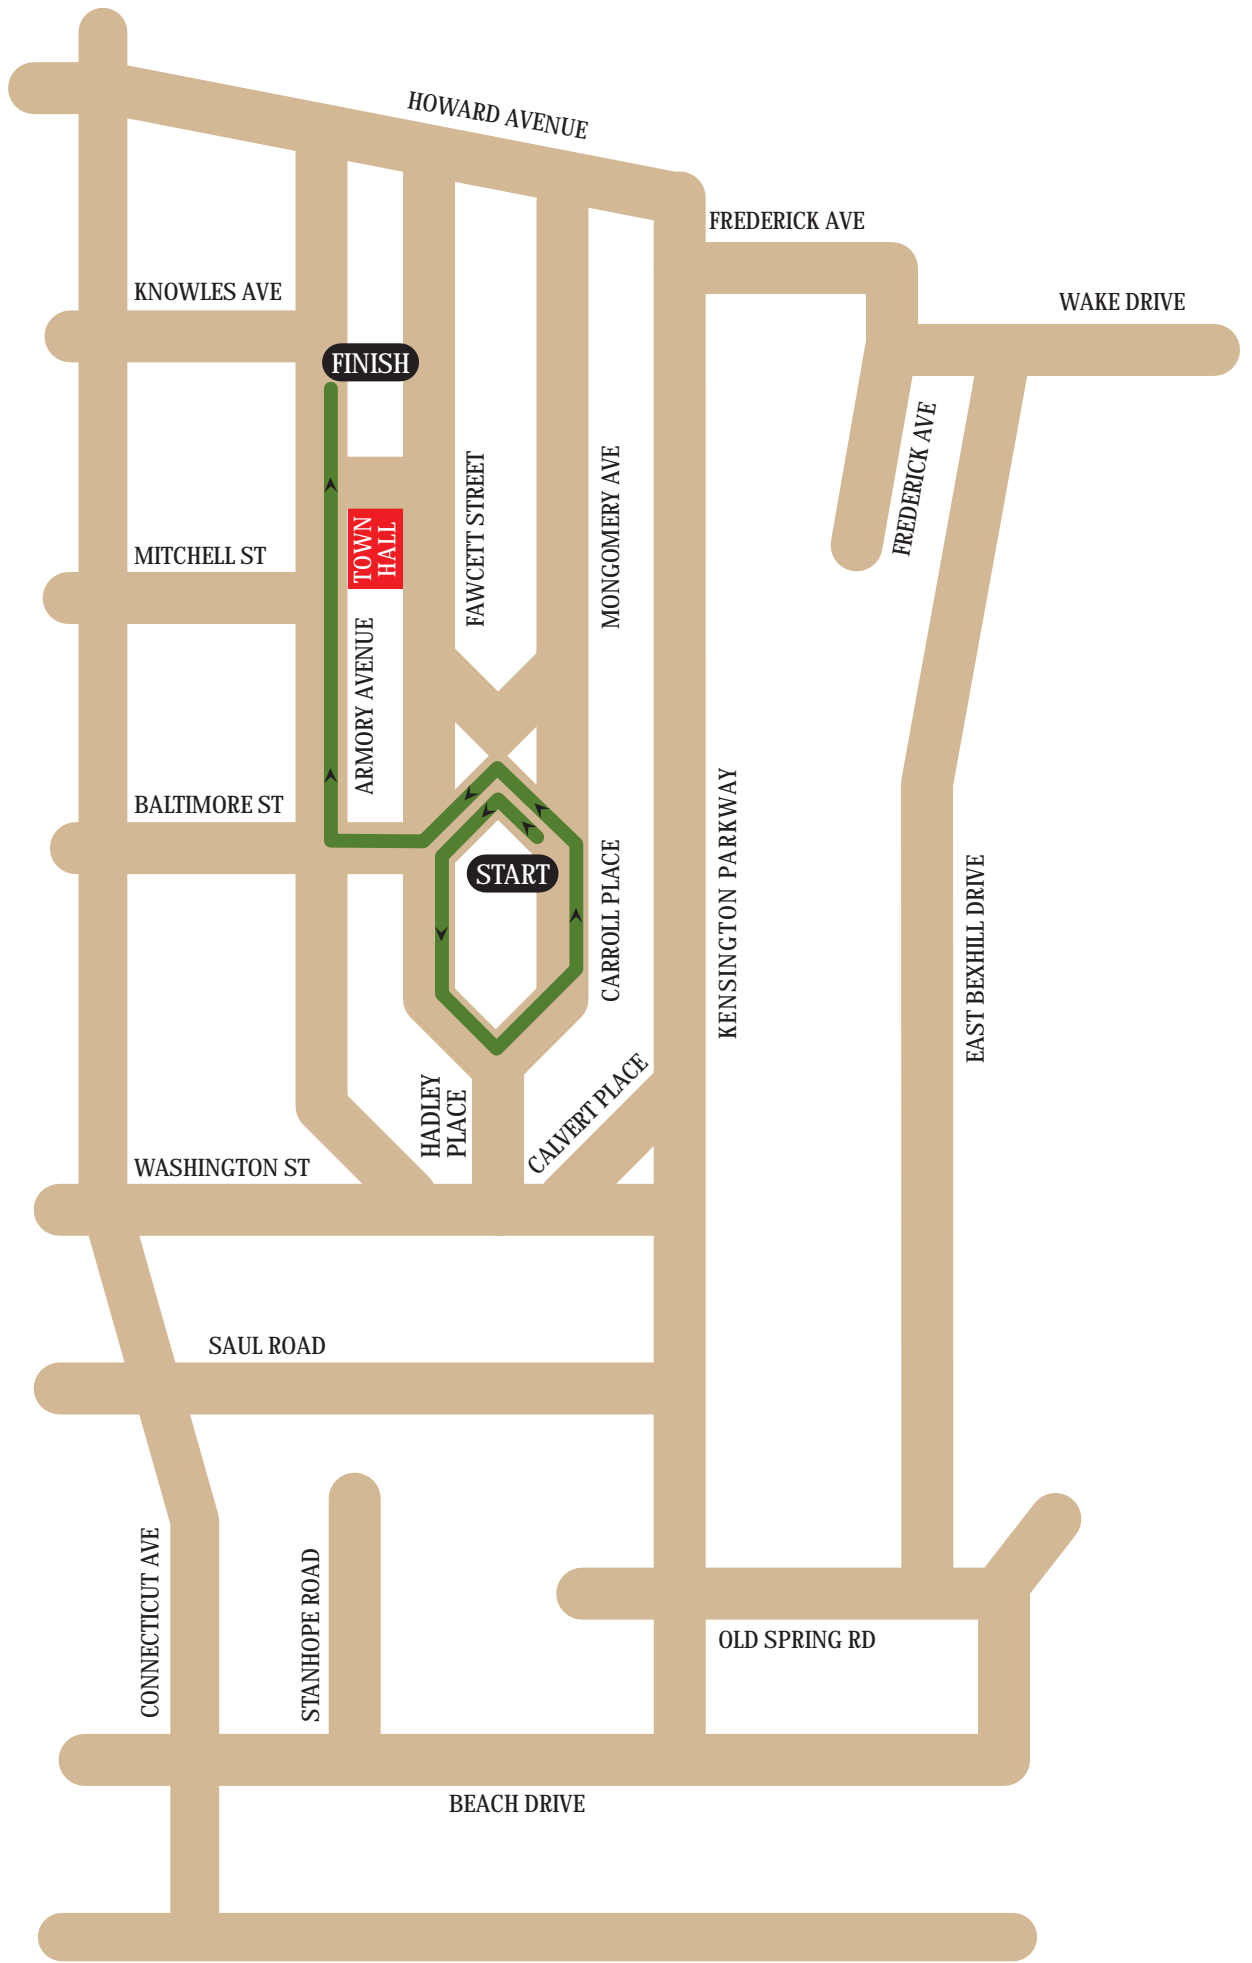 HOWARD AVENUE
FREDERICK AVE
KNOWLES AVE
WAKE DRIVE
FINISH
FREDERICK AVE
FAWCETT STREET
MONGOMERY AVE
TOWN
HALL
MITCHELL ST
ARMORY AVENUE
BALTIMORE ST
KENSINGTON PARKWAY
START
CARROLL PLACE
EAST BEXHILL DRIVE
HADLEY
PLACE
CALVERT PLACE
WASHINGTON ST
SAUL ROAD
CONNECTICUT AVE
STANHOPE ROAD
OLD SPRING RD
BEACH DRIVE